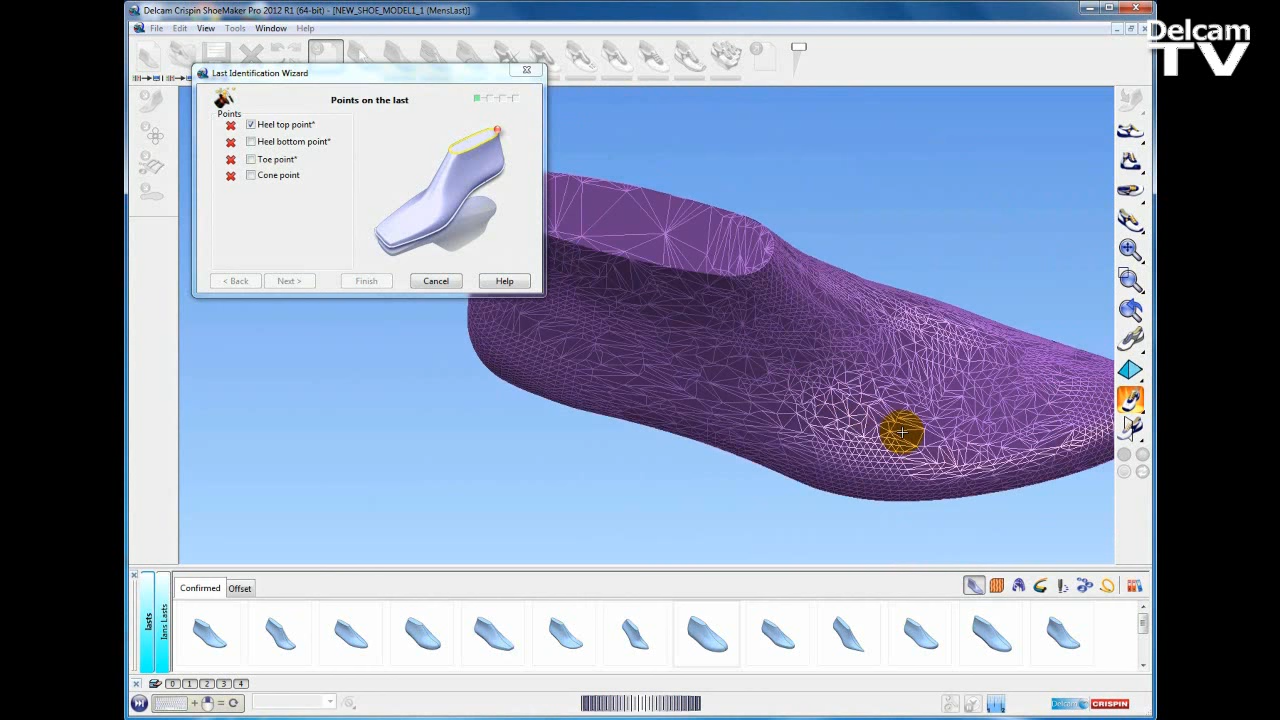 Delcam Crispin ShoeMaker Pro 2012 R1 (64-bit) - [NEW_SHOE_MODEL1_1 (MensLast)]
File Edit View Tools Window Help
Delcam
TV
Last Identification Wizard
Points on the last
Points
Heel top point*
Heel bottom point*
Toe point*
Cone point
< Back Next > Finish Cancel Help
Confirmed Offset
lasts
lans Lasts
0 1 2 3 4
+ =
Delcam CRISPIN